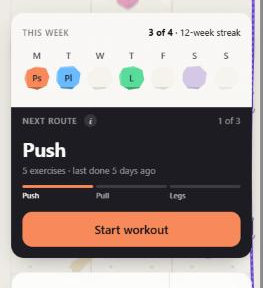 THIS WEEK 3 of 4 · 12-week streak
M T W T F S S
Ps Pl L
NEXT ROUTE i 1 of 3
Push
5 exercises · last done 5 days ago
Push Pull Legs
Start workout